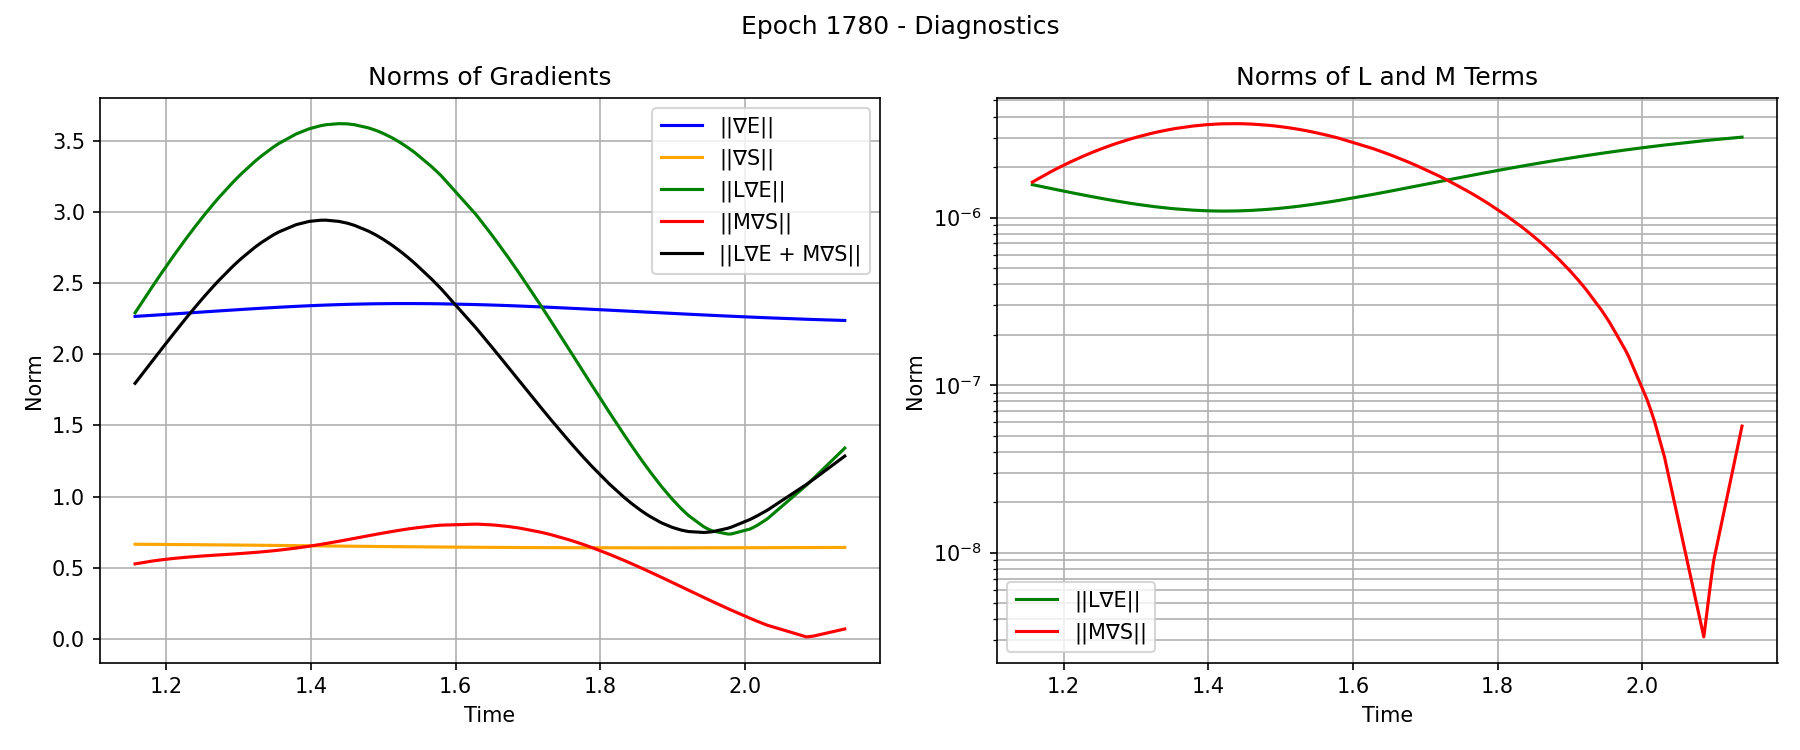 Epoch 1780 - Diagnostics
Norms of Gradients
Norm
3.5
3.0
2.5
2.0
1.5
1.0
0.5
0.0
||∇E||
||∇S||
||L∇E||
||M∇S||
||L∇E + M∇S||
1.2
1.4
1.6
1.8
2.0
Time
Norms of L and M Terms
Norm
10⁻⁶
10⁻⁷
10⁻⁸
||L∇E||
||M∇S||
1.2
1.4
1.6
1.8
2.0
Time